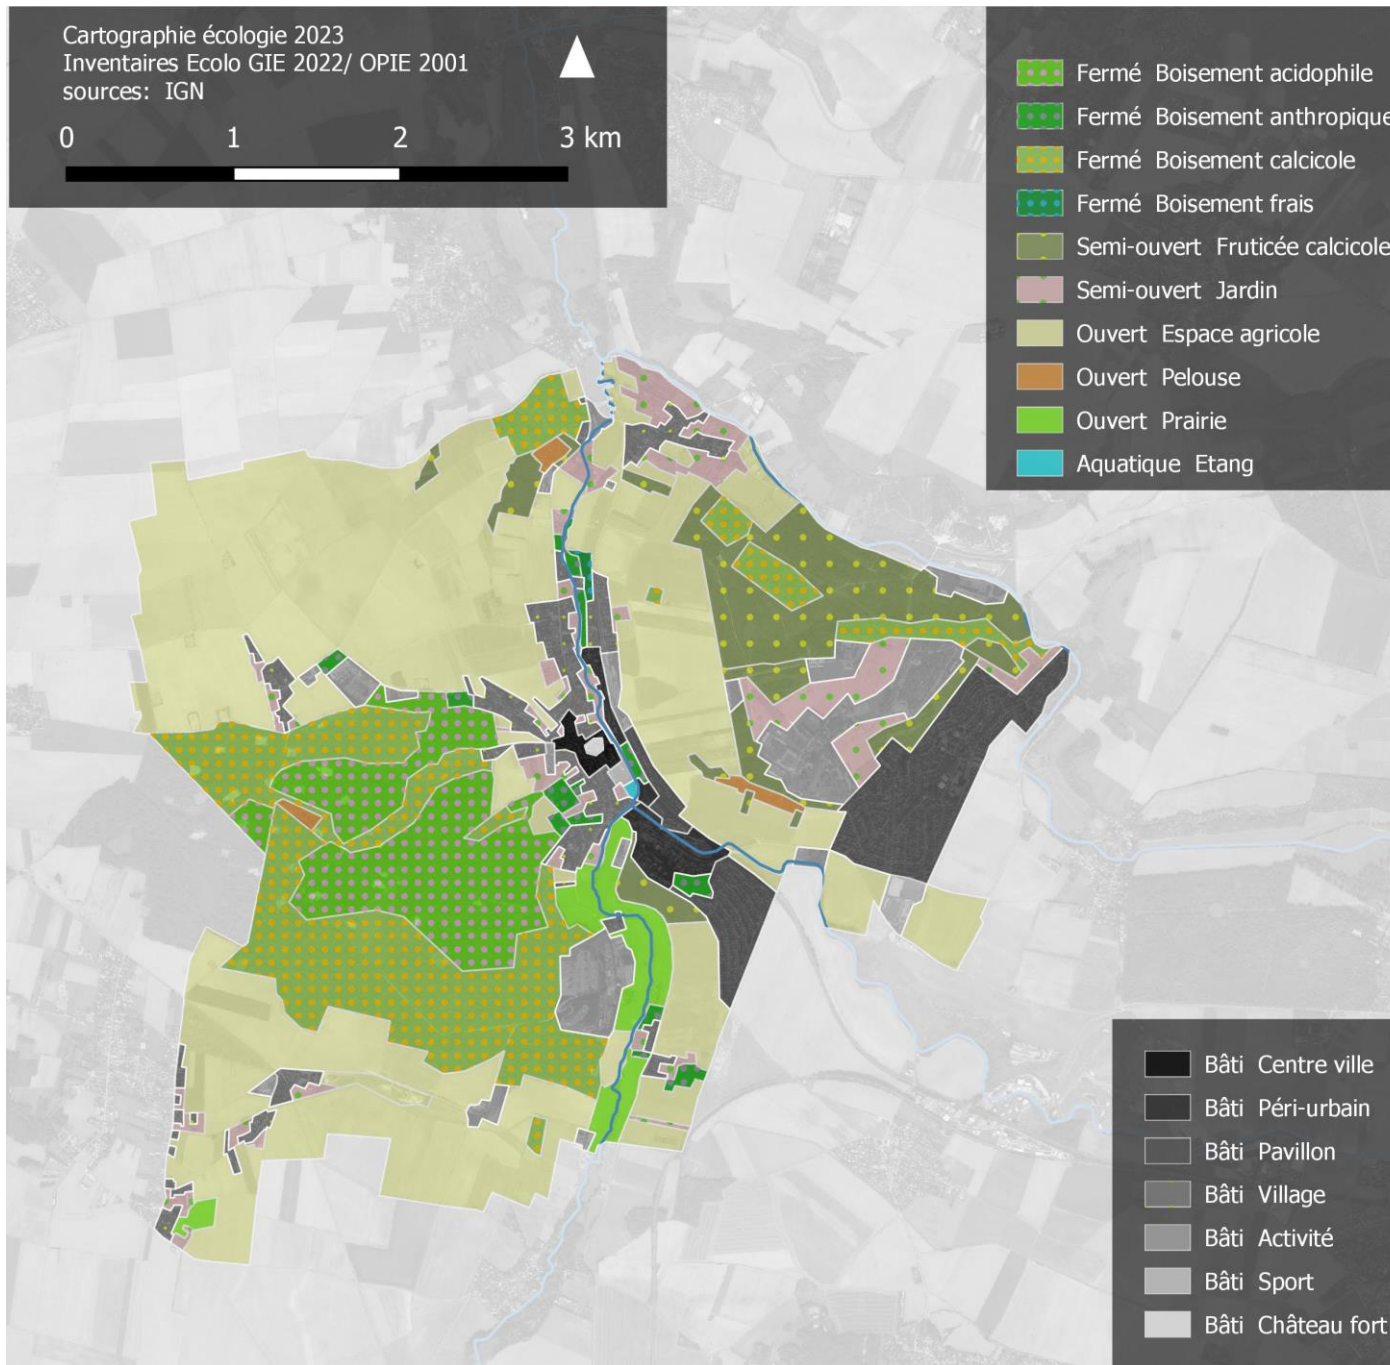 Cartographie écologie 2023
Inventaires Ecolo GIE 2022/ OPIE 2001
sources: IGN
0 1 2 3 km
Fermé Boisement acidophile
Fermé Boisement anthropique
Fermé Boisement calcicole
Fermé Boisement frais
Semi-ouvert Fruticée calcicole
Semi-ouvert Jardin
Ouvert Espace agricole
Ouvert Pelouse
Ouvert Prairie
Aquatique Etang
Bâti Centre ville
Bâti Péri-urbain
Bâti Pavillon
Bâti Village
Bâti Activité
Bâti Sport
Bâti Château fort